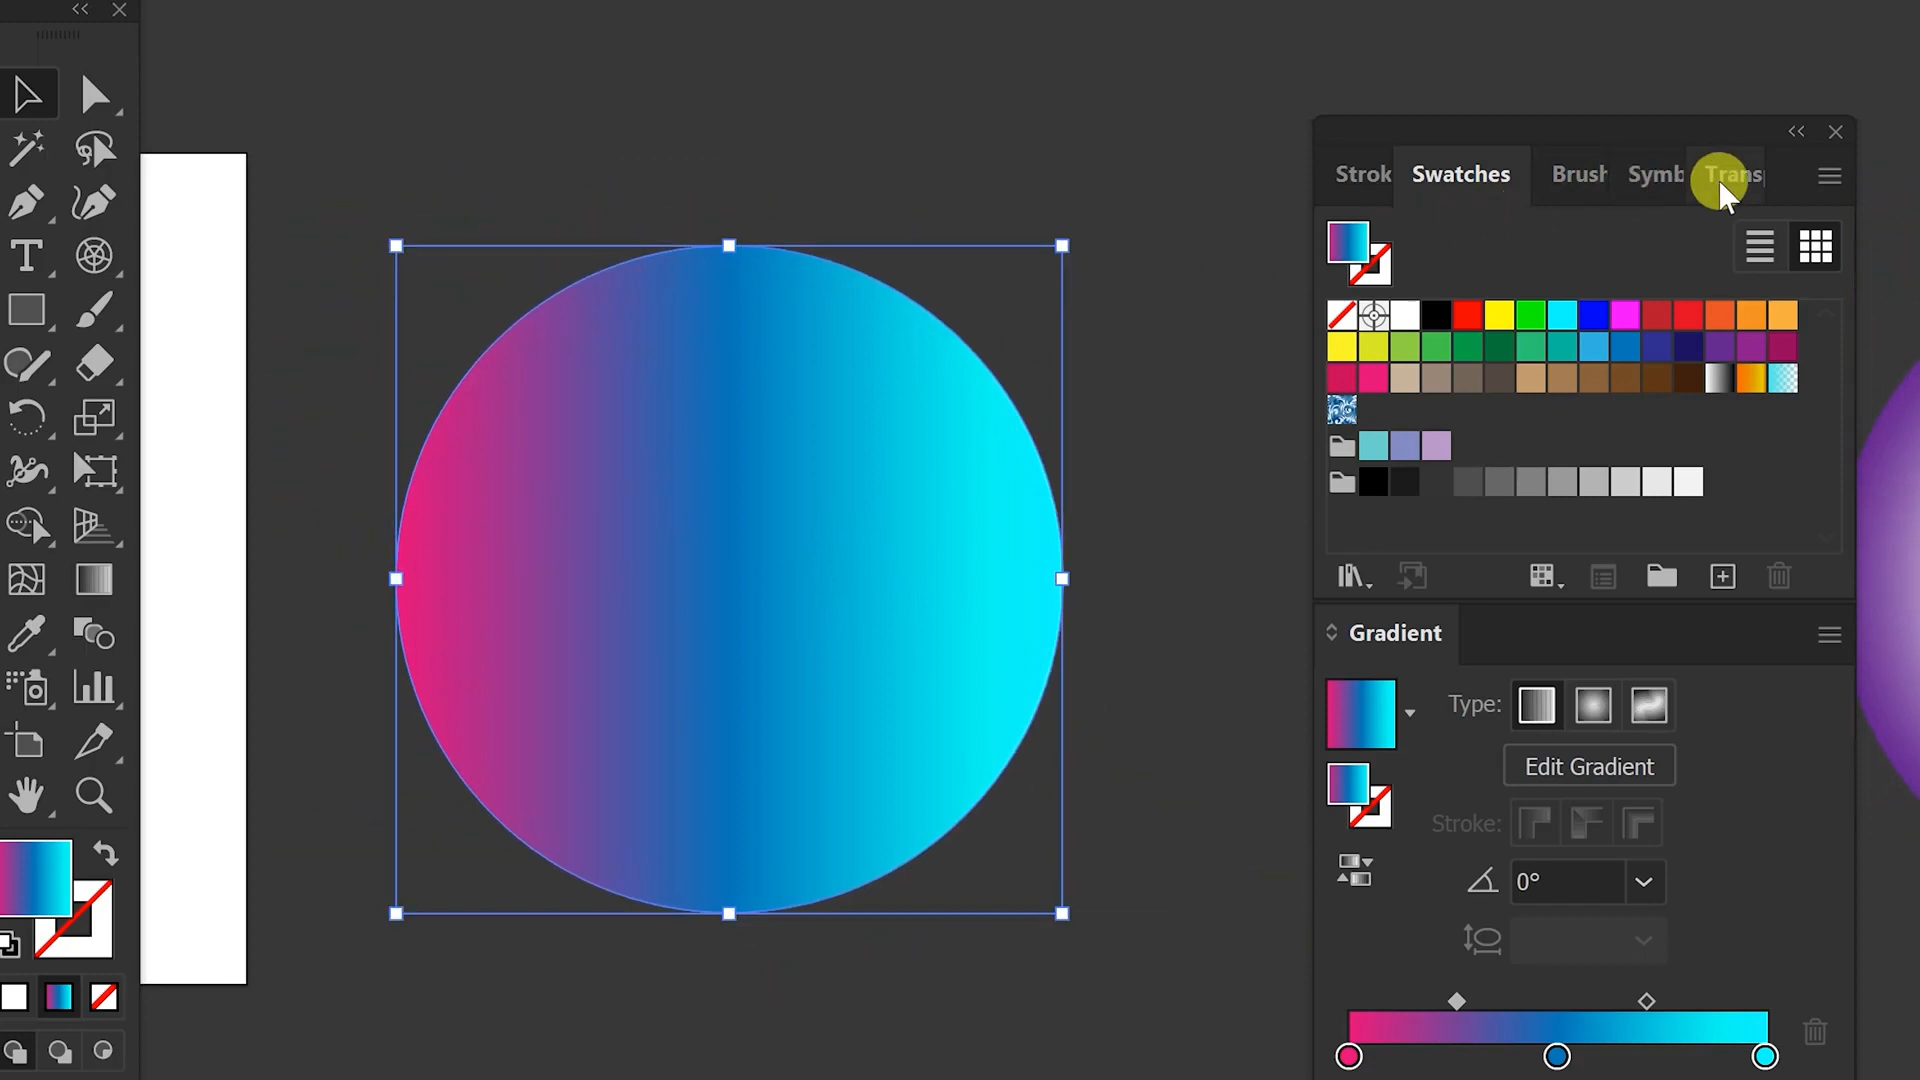 Strok Swatches Brush Symb Trans
Gradient
Type:
Edit Gradient
Stroke:
0°